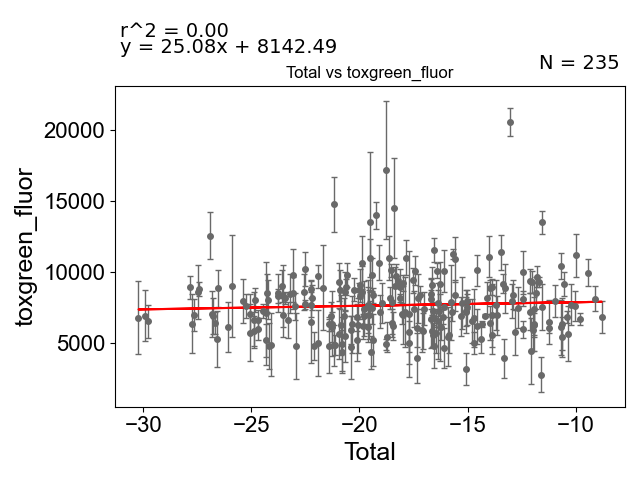 r^2 = 0.00
y = 25.08x + 8142.49
N = 235
Total vs toxgreen_fluor
20000
15000
10000
5000
toxgreen_fluor
−30
−25
−20
−15
−10
Total